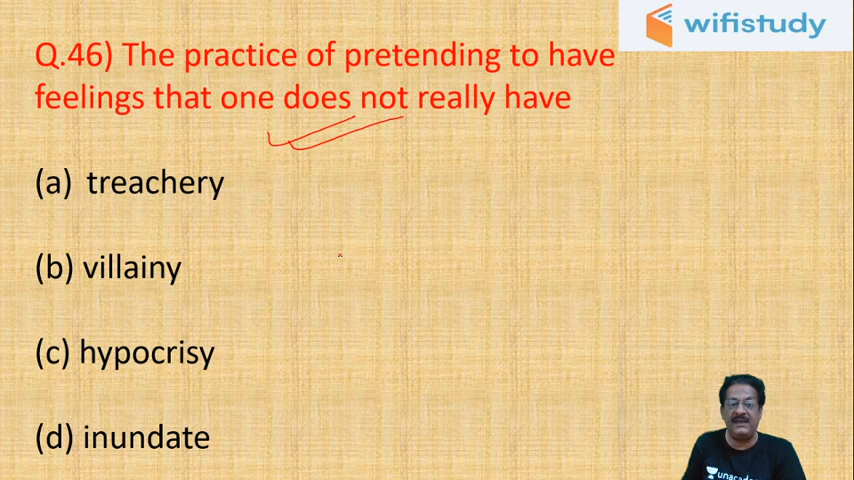 wifistudy
Q.46) The practice of pretending to have
feelings that one does not really have
(a) treachery
(b) villainy
(c) hypocrisy
(d) inundate